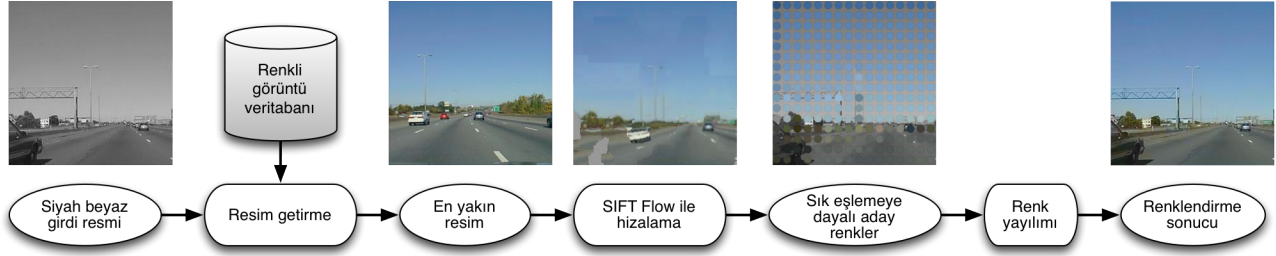 Renkli
görüntü
veritabanı
Siyah beyaz
girdi resmi
Resim getirme
En yakın
resim
SIFT Flow ile
hizalama
Sık eşlemeye
dayalı aday
renkler
Renk
yayılımı
Renklendirme
sonucu